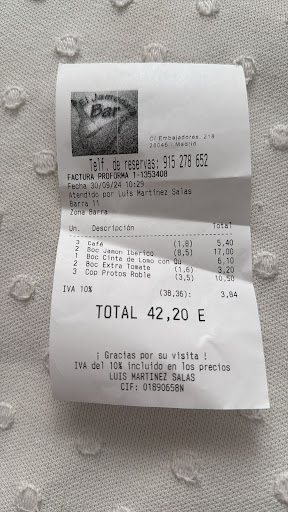 El Jamon
Bar
C/ Embajadores, 218
28045 - Madrid
Telf. de reservas: 915 278 652
FACTURA PROFORMA 1-1353408
Fecha 30/09/24 10:29
Atendido por Luis Martinez Salas
Barra 11
Zona Barra
Un. Descripción Total
3 Café (1,8) 5,40
2 Boc Jamon Iberico (8,5) 17,00
1 Boc Cinta de Lomo con Qu 6,10
2 Boc Extra Tomate (1,6) 3,20
3 Cop Protos Roble (3,5) 10,50
IVA 10% (38,36): 3,84
TOTAL 42,20 E
¡ Gracias por su visita !
IVA del 10% incluido en los precios
LUIS MARTINEZ SALAS
CIF: 01890658N